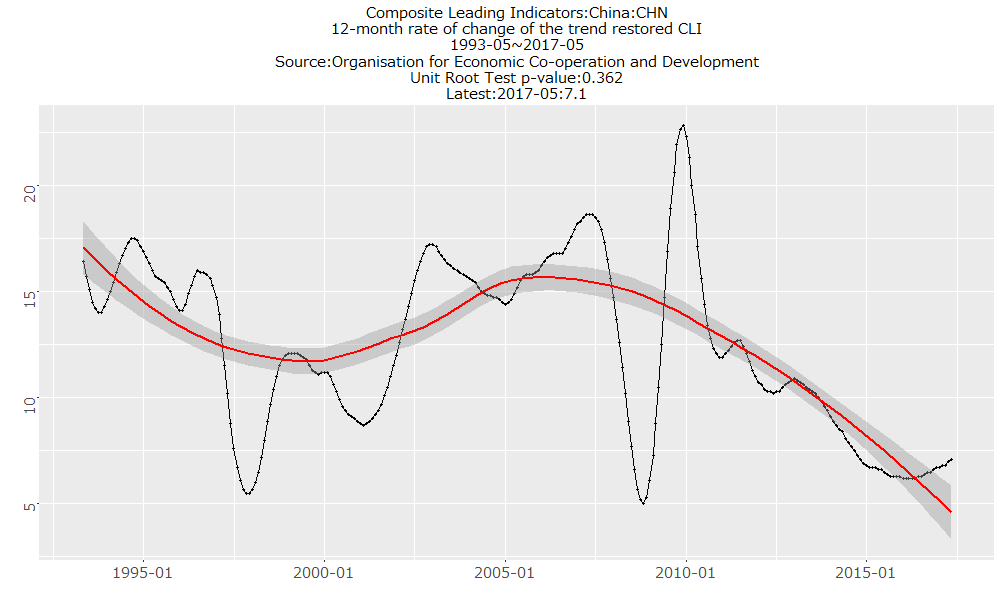 Composite Leading Indicators:China:CHN
12-month rate of change of the trend restored CLI
1993-05~2017-05
Source:Organisation for Economic Co-operation and Development
Unit Root Test p-value:0.362
Latest:2017-05:7.1
20
15
10
5
1995-01
2000-01
2005-01
2010-01
2015-01